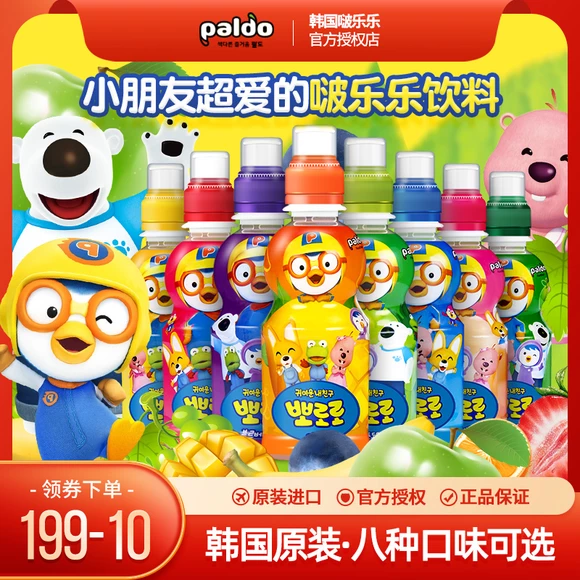 paldo
韩国啵乐乐
官方授权店
小朋友超爱的啵乐乐饮料
paldo
paldo
귀여운 내친구
뽀로로
- 领券下单 -
199-10
原装进口
官方授权
正品保证
韩国原装·八种口味可选